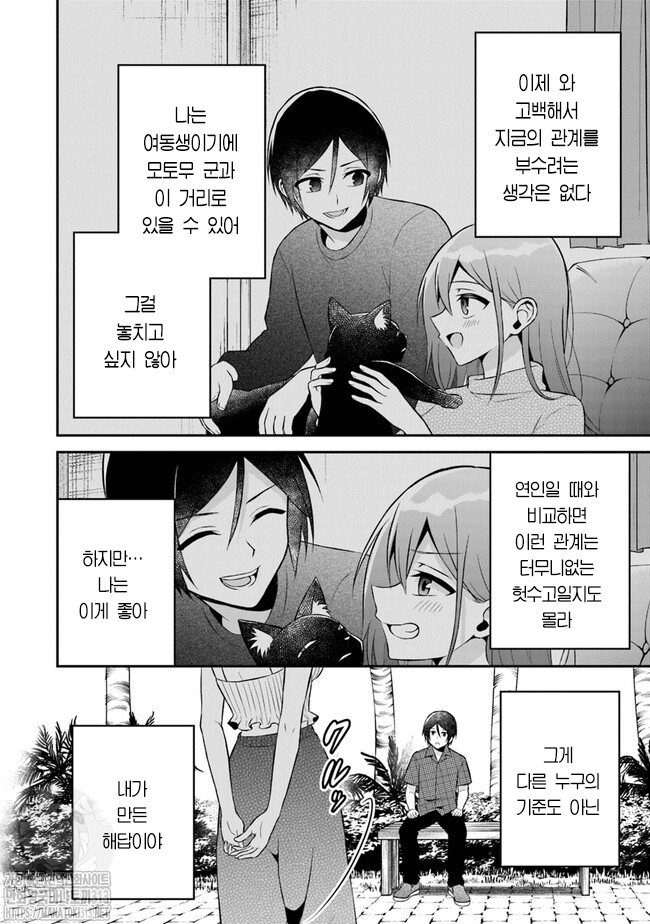 이제 와
고백해서
지금의 관계를
부수려는
생각은 없다
나는
여동생이기에
모토무 군과
이 거리로
있을 수 있어
그걸
놓치고
싶지 않아
연인일 때와
비교하면
이런 관계는
터무니없는
헛수고일지도
몰라
하지만…
나는
이게 좋아
그게
다른 누구의
기준도 아닌
クルッ
내가
만든
해답이야